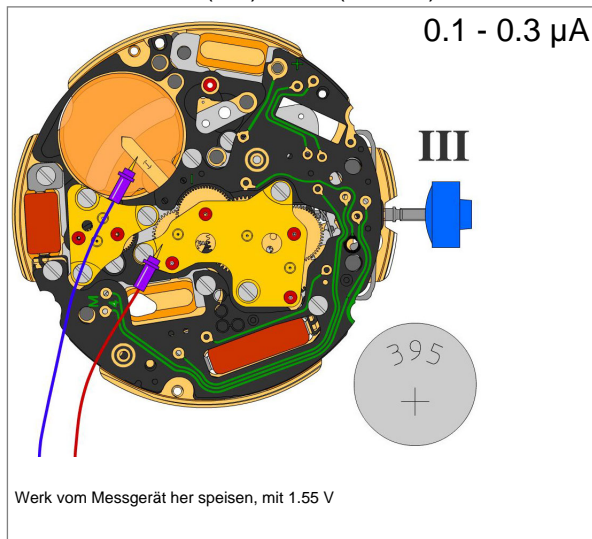 0.1 - 0.3 µA
III
395
+
Werk vom Messgerät her speisen, mit 1.55 V